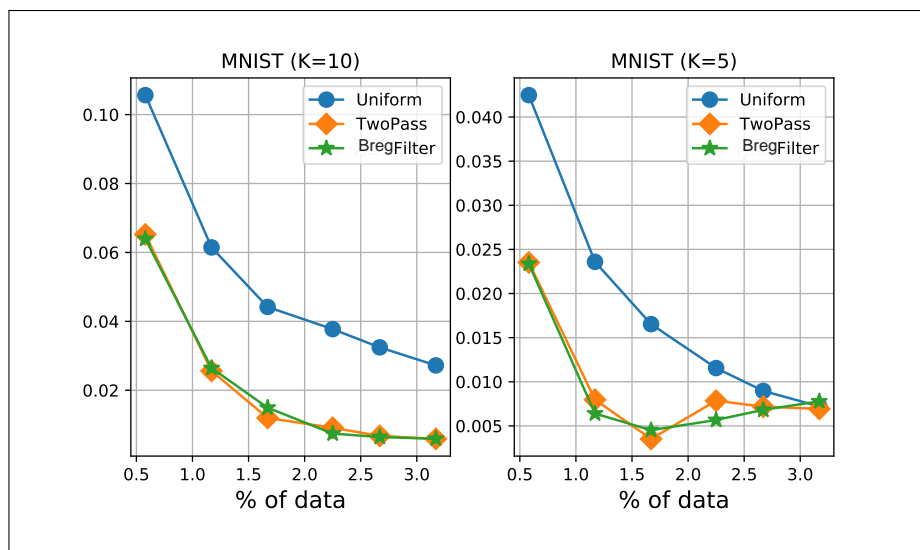 MNIST (K=10)
0.10
0.08
0.06
0.04
0.02
0.5 1.0 1.5 2.0 2.5 3.0
% of data
Uniform
TwoPass
BregFilter
MNIST (K=5)
0.040
0.035
0.030
0.025
0.020
0.015
0.010
0.005
0.5 1.0 1.5 2.0 2.5 3.0
% of data
Uniform
TwoPass
BregFilter